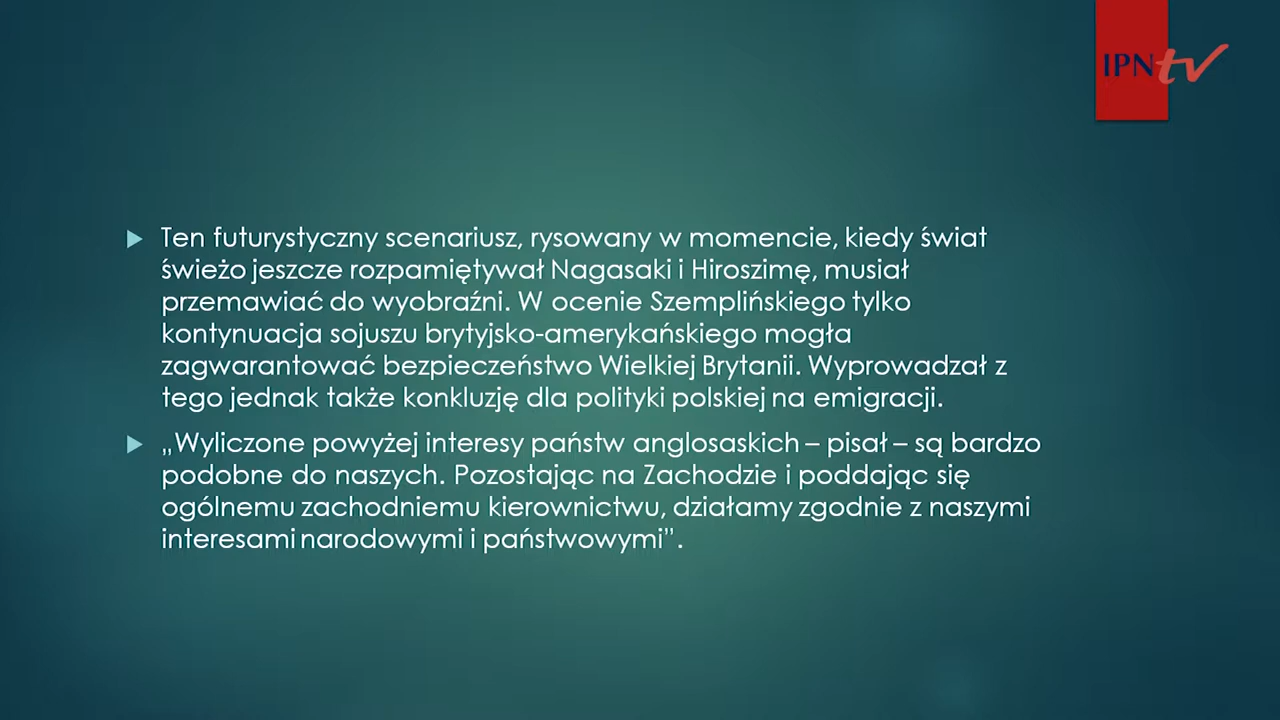 IPNtv
Ten futurystyczny scenariusz, rysowany w momencie, kiedy świat
świeżo jeszcze rozpamiętywał Nagasaki i Hiroszimę, musiał
przemawiać do wyobraźni. W ocenie Szemplińskiego tylko
kontynuacja sojuszu brytyjsko-amerykańskiego mogła
zagwarantować bezpieczeństwo Wielkiej Brytanii. Wyprowadzał z
tego jednak także konkluzję dla polityki polskiej na emigracji.
„Wyliczone powyżej interesy państw anglosaskich – pisał – są bardzo
podobne do naszych. Pozostając na Zachodzie i poddając się
ogólnemu zachodniemu kierownictwu, działamy zgodnie z naszymi
interesami narodowymi i państwowymi”.